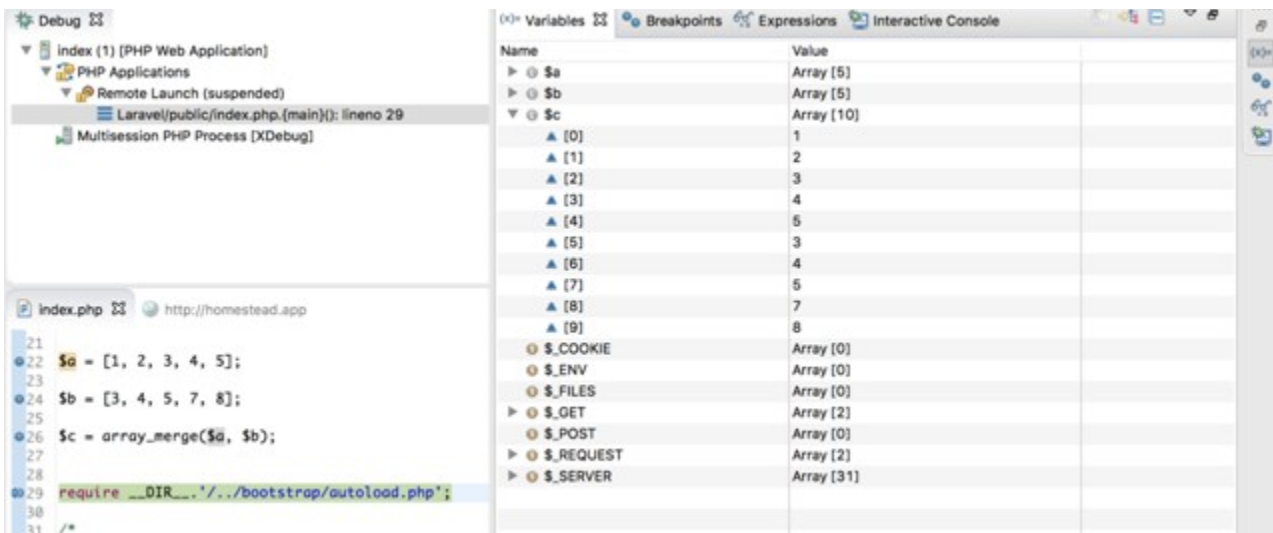 Debug
index (1) [PHP Web Application]
PHP Applications
Remote Launch (suspended)
Laravel/public/index.php.{main}(): lineno 29
Multisession PHP Process [XDebug]
(x)= Variables Breakpoints Expressions Interactive Console
Name Value
$a Array [5]
$b Array [5]
$c Array [10]
[0] 1
[1] 2
[2] 3
[3] 4
[4] 5
[5] 3
[6] 4
[7] 5
[8] 7
[9] 8
$_COOKIE Array [0]
$_ENV Array [0]
$_FILES Array [0]
$_GET Array [2]
$_POST Array [0]
$_REQUEST Array [2]
$_SERVER Array [31]
(x)=
index.php http://homestead.app
21
22 $a = [1, 2, 3, 4, 5];
23
24 $b = [3, 4, 5, 7, 8];
25
26 $c = array_merge($a, $b);
27
28
29 require __DIR__.'/../bootstrap/autoload.php';
30
31 /*